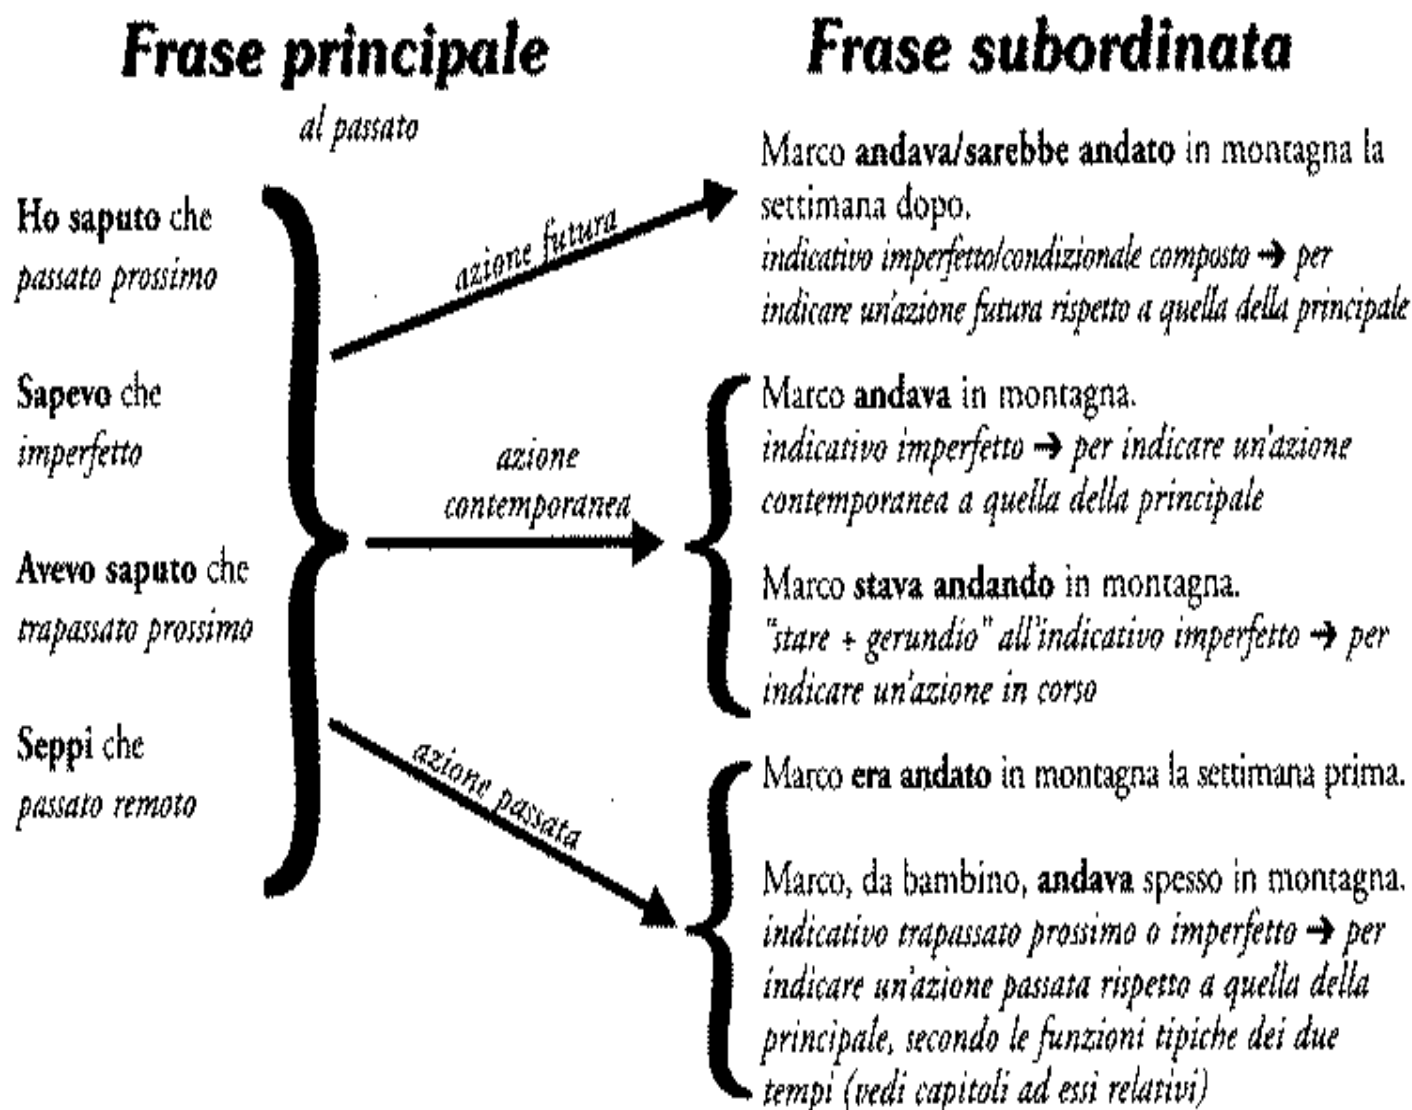 Frase principale
al passato
Ho saputo che
passato prossimo
Sapevo che
imperfetto
Avevo saputo che
trapassato prossimo
Seppi che
passato remoto
azione futura
azione
contemporanea
azione passata
Frase subordinata
Marco andava/sarebbe andato in montagna la
settimana dopo.
indicativo imperfetto/condizionale composto ➔ per
indicare un'azione futura rispetto a quella della principale
Marco andava in montagna.
indicativo imperfetto ➔ per indicare un'azione
contemporanea a quella della principale
Marco stava andando in montagna.
"stare + gerundio" all'indicativo imperfetto ➔ per
indicare un'azione in corso
Marco era andato in montagna la settimana prima.
Marco, da bambino, andava spesso in montagna.
indicativo trapassato prossimo o imperfetto ➔ per
indicare un'azione passata rispetto a quella della
principale, secondo le funzioni tipiche dei due
tempi (vedi capitoli ad essi relativi)